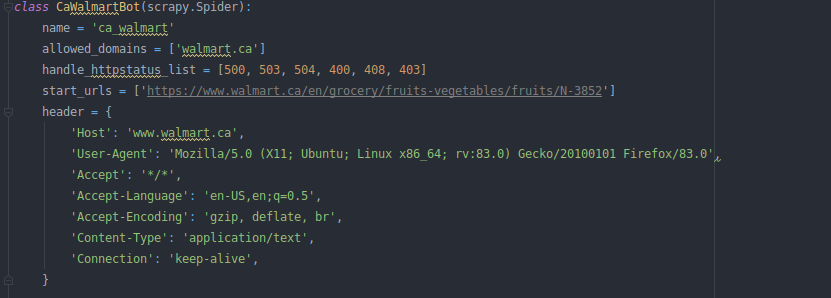 class CaWalmartBot(scrapy.Spider):
    name = 'ca_walmart'
    allowed_domains = ['walmart.ca']
    handle_httpstatus_list = [500, 503, 504, 400, 408, 403]
    start_urls = ['https://www.walmart.ca/en/grocery/fruits-vegetables/fruits/N-3852']
    header = {
        'Host': 'www.walmart.ca',
        'User-Agent': 'Mozilla/5.0 (X11; Ubuntu; Linux x86_64; rv:83.0) Gecko/20100101 Firefox/83.0',
        'Accept': '*/*',
        'Accept-Language': 'en-US,en;q=0.5',
        'Accept-Encoding': 'gzip, deflate, br',
        'Content-Type': 'application/text',
        'Connection': 'keep-alive',
    }